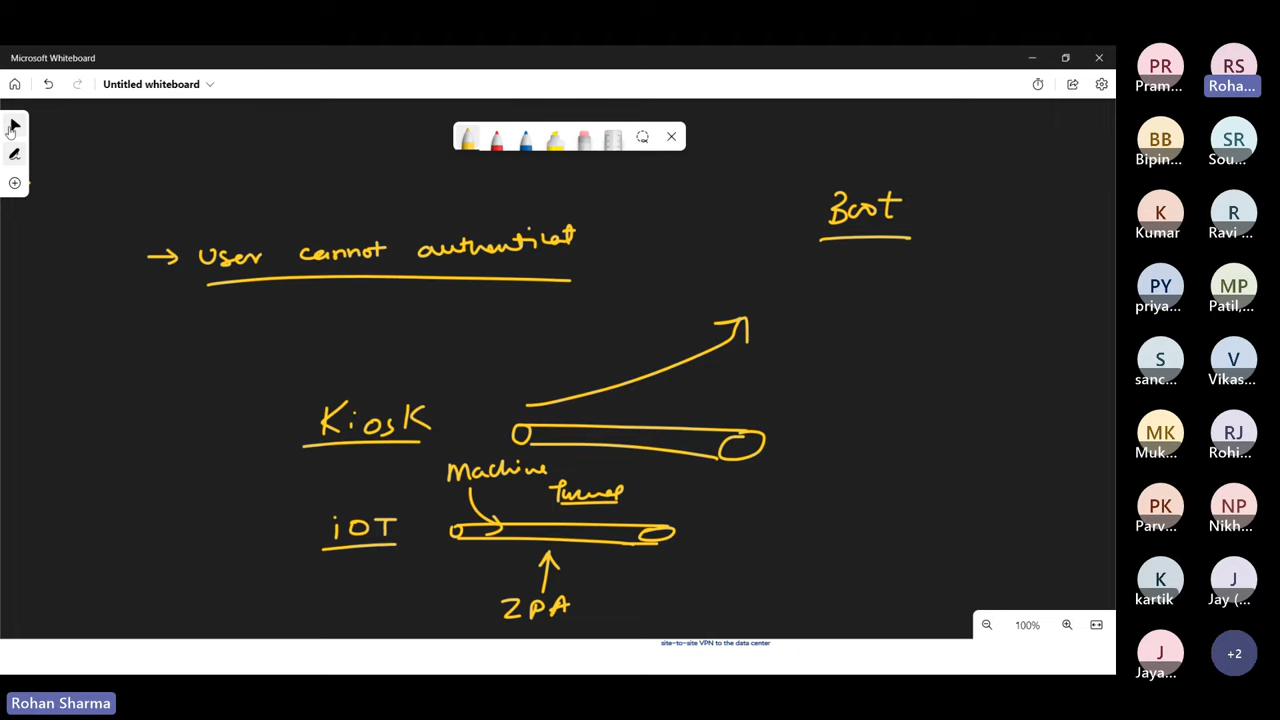 Microsoft Whiteboard
Untitled whiteboard
Boot
→ User cannot authenticat
Kiosk
Machine
Tunnel
iOT
ZPA
100%
site-to-site VPN to the data center
Rohan Sharma
PR
Pram...
RS
Roha...
BB
Bipin...
SR
Sou...
K
Kumar
R
Ravi ...
PY
priya...
MP
Patil,...
S
sanc...
V
Vikas...
MK
Muk...
RJ
Rohi...
PK
Parv...
NP
Nikh...
K
kartik
J
Jay (...
J
Jaya...
+2